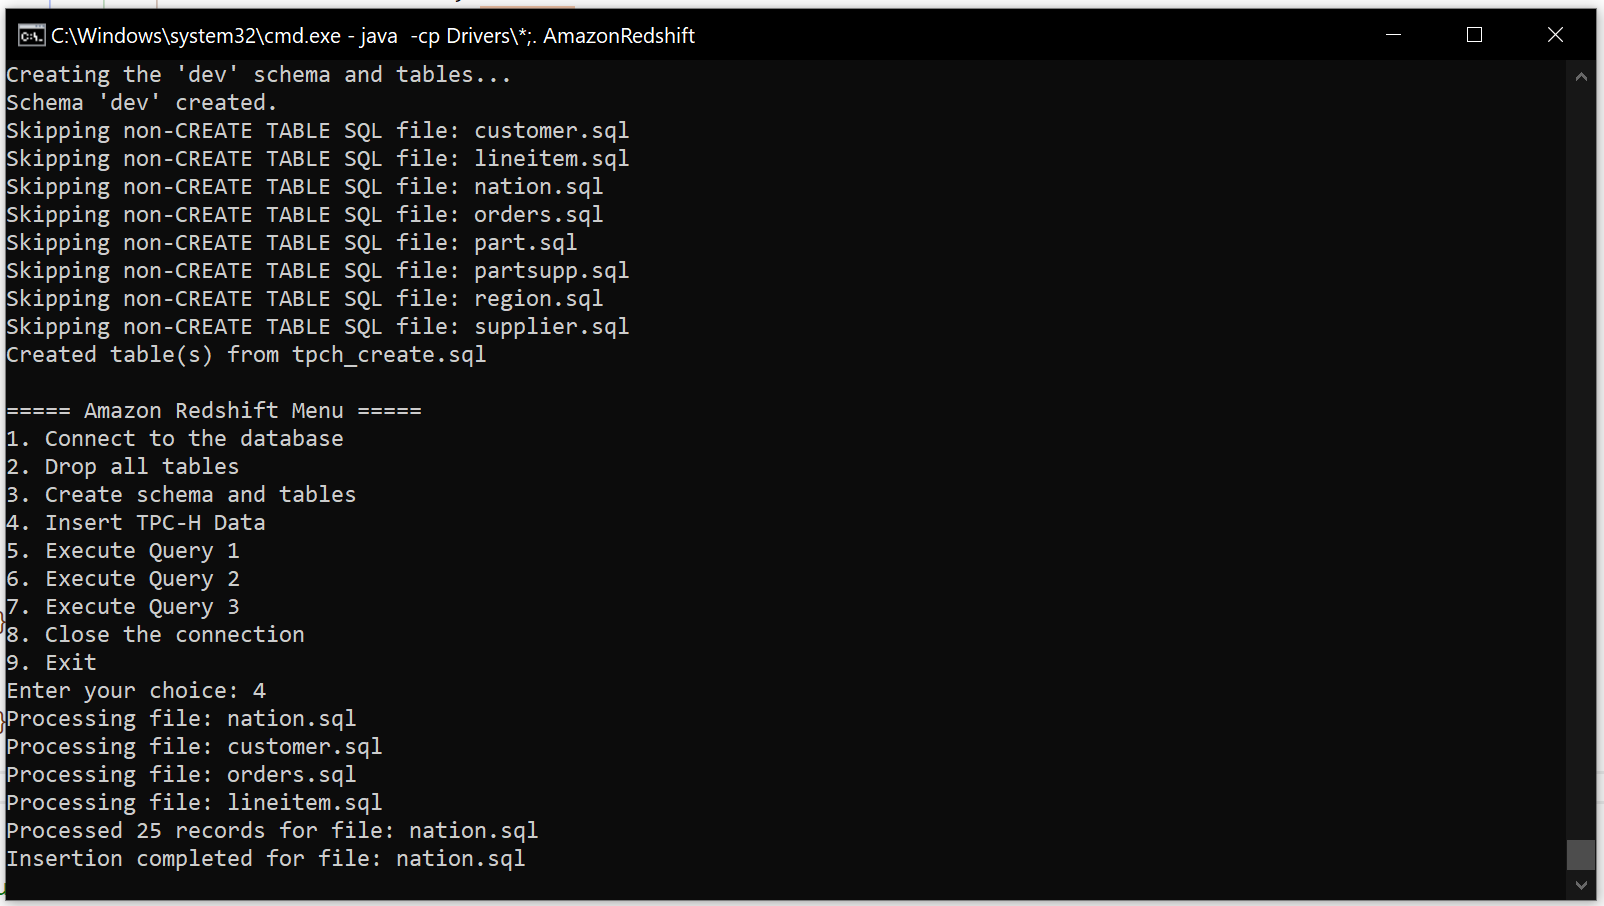 C:\Windows\system32\cmd.exe - java  -cp Drivers\*;. AmazonRedshift
Creating the 'dev' schema and tables...
Schema 'dev' created.
Skipping non-CREATE TABLE SQL file: customer.sql
Skipping non-CREATE TABLE SQL file: lineitem.sql
Skipping non-CREATE TABLE SQL file: nation.sql
Skipping non-CREATE TABLE SQL file: orders.sql
Skipping non-CREATE TABLE SQL file: part.sql
Skipping non-CREATE TABLE SQL file: partsupp.sql
Skipping non-CREATE TABLE SQL file: region.sql
Skipping non-CREATE TABLE SQL file: supplier.sql
Created table(s) from tpch_create.sql

===== Amazon Redshift Menu =====
1. Connect to the database
2. Drop all tables
3. Create schema and tables
4. Insert TPC-H Data
5. Execute Query 1
6. Execute Query 2
7. Execute Query 3
8. Close the connection
9. Exit
Enter your choice: 4
Processing file: nation.sql
Processing file: customer.sql
Processing file: orders.sql
Processing file: lineitem.sql
Processed 25 records for file: nation.sql
Insertion completed for file: nation.sql